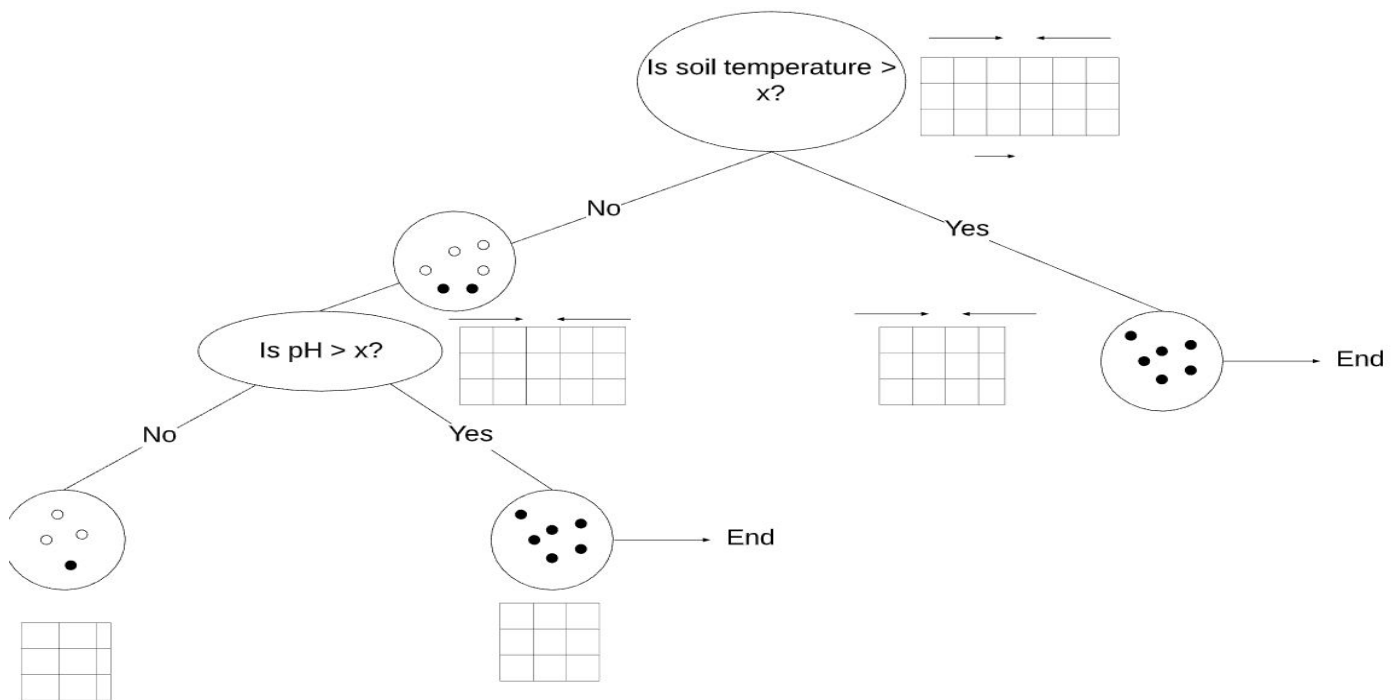 Is soil temperature >
x?
No
Yes
Is pH > x?
End
No
Yes
End